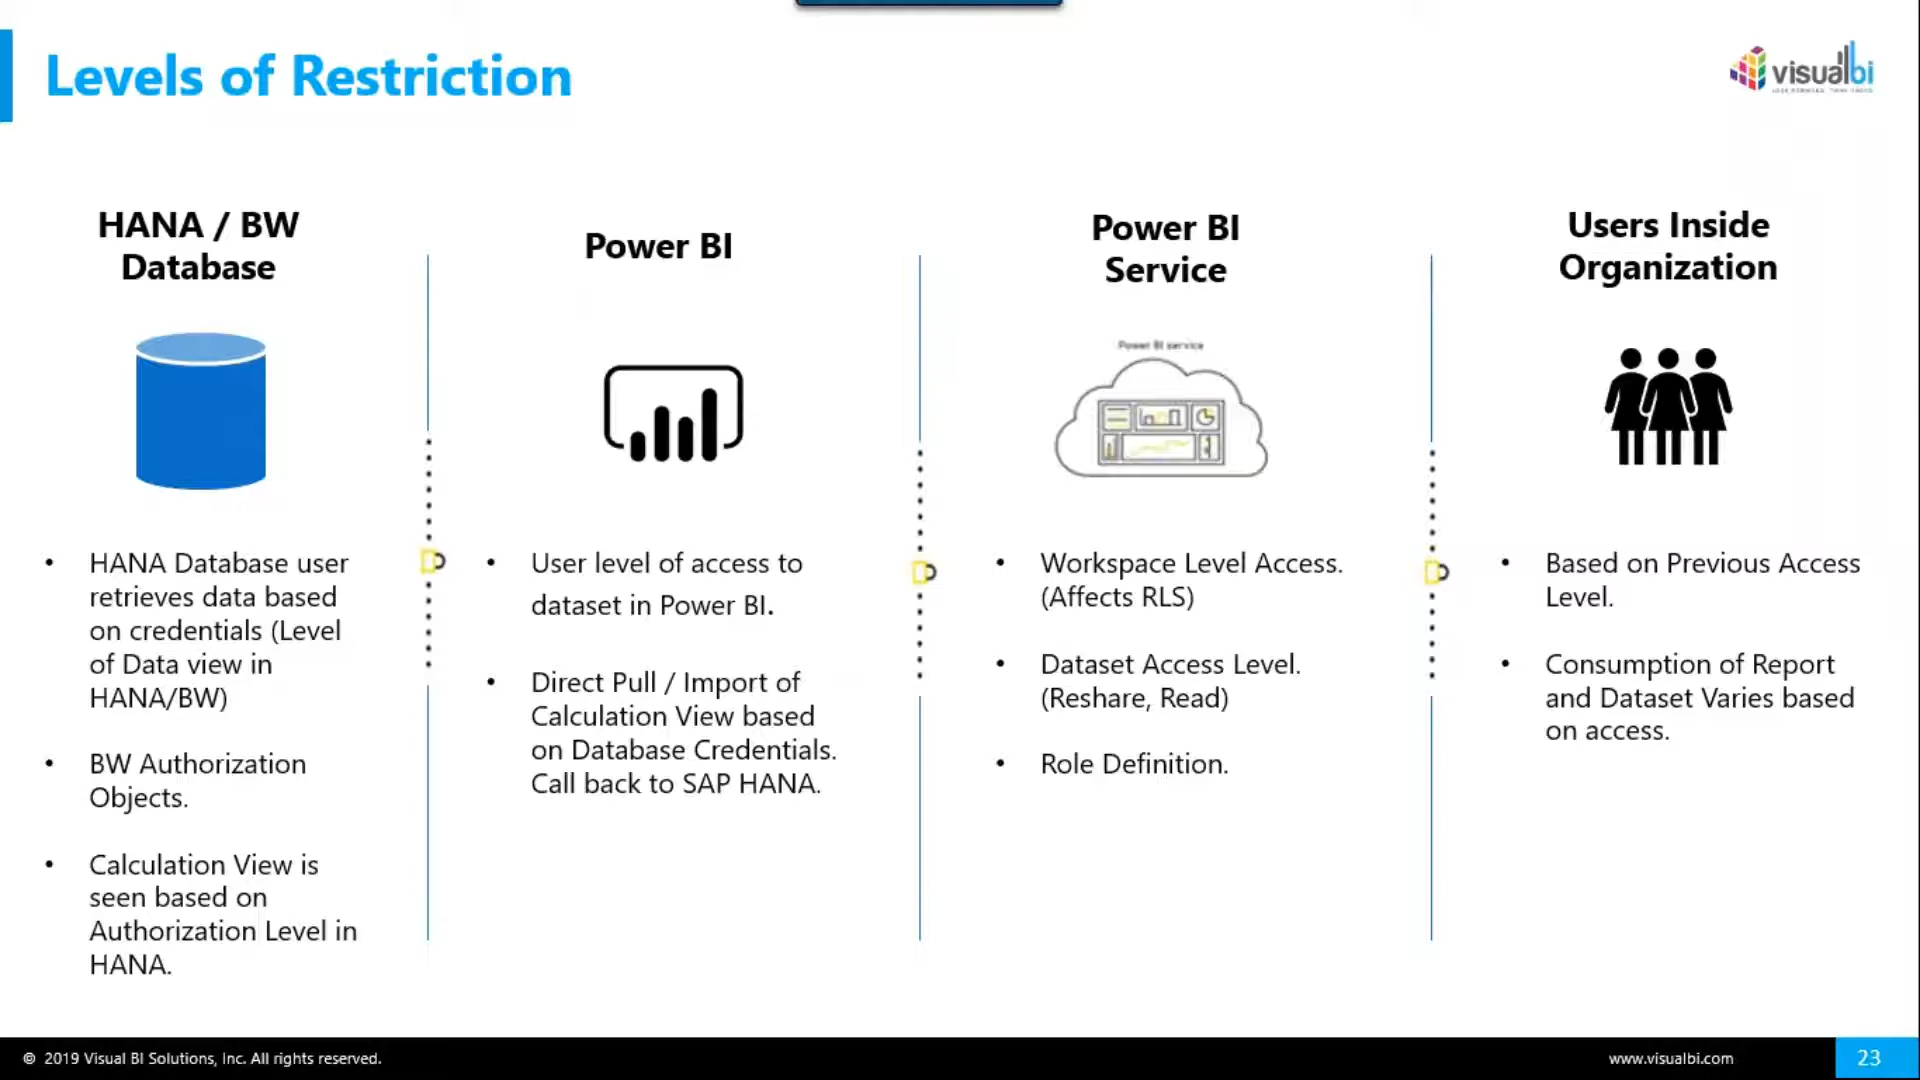 Levels of Restriction
visualbi
HANA / BW
Database
• HANA Database user
retrieves data based
on credentials (Level
of Data view in
HANA/BW)
• BW Authorization
Objects.
• Calculation View is
seen based on
Authorization Level in
HANA.
Power BI
• User level of access to
dataset in Power BI.
• Direct Pull / Import of
Calculation View based
on Database Credentials.
Call back to SAP HANA.
Power BI
Service
Power BI service
• Workspace Level Access.
(Affects RLS)
• Dataset Access Level.
(Reshare, Read)
• Role Definition.
Users Inside
Organization
• Based on Previous Access
Level.
• Consumption of Report
and Dataset Varies based
on access.
© 2019 Visual BI Solutions, Inc. All rights reserved.
www.visualbi.com
23